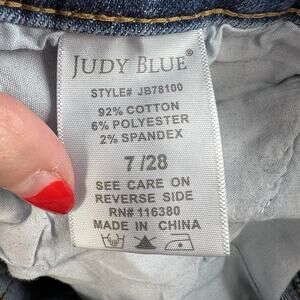 JUDY BLUE®
STYLE# JB78100
92% COTTON
6% POLYESTER
2% SPANDEX
7 / 28
SEE CARE ON
REVERSE SIDE
RN# 116380
MADE IN CHINA